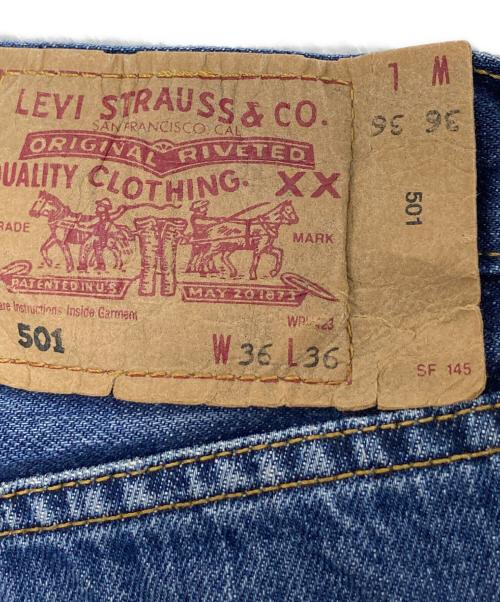 LEVI STRAUSS & CO.
SAN FRANCISCO, CAL
ORIGINAL RIVETED
QUALITY CLOTHING. XX
TRADE MARK
PATENTED IN U.S. MAY 20 1873
Care Instructions Inside Garment
501
W 36 L 36
W L
36 36
501
SF 145